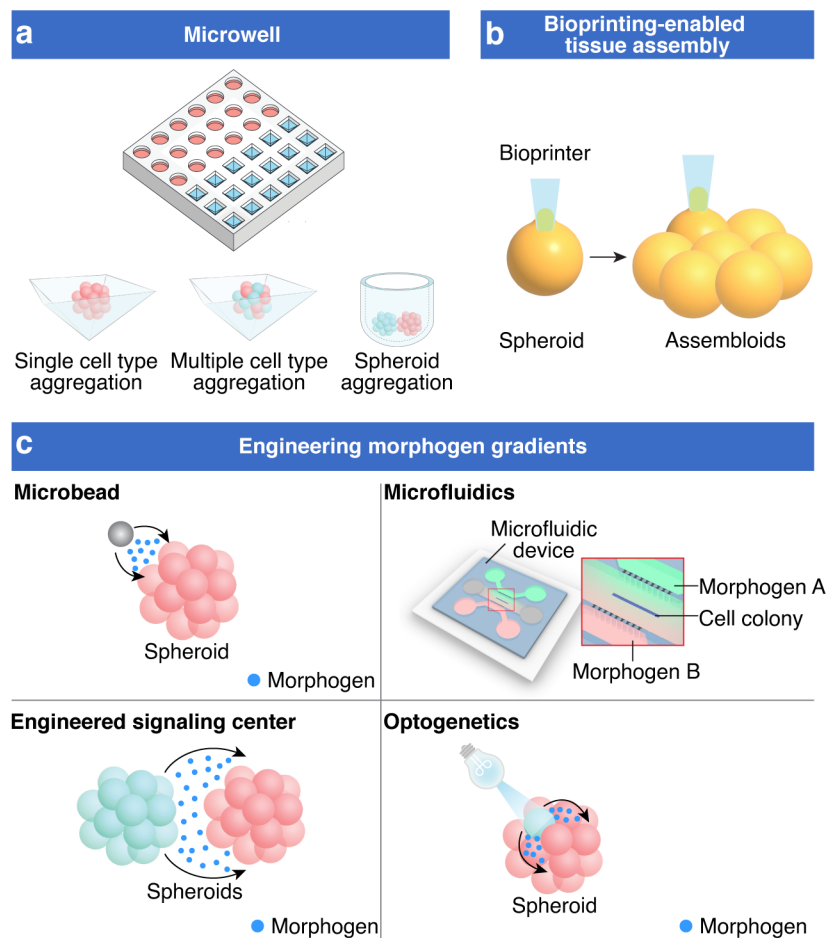 a
Microwell
b
Bioprinting-enabled
tissue assembly
Bioprinter
Spheroid
Assembloids
Single cell type
aggregation
Multiple cell type
aggregation
Spheroid
aggregation
c
Engineering morphogen gradients
Microbead
Spheroid
Morphogen
Microfluidics
Microfluidic
device
Morphogen A
Cell colony
Morphogen B
Engineered signaling center
Spheroids
Morphogen
Optogenetics
Spheroid
Morphogen